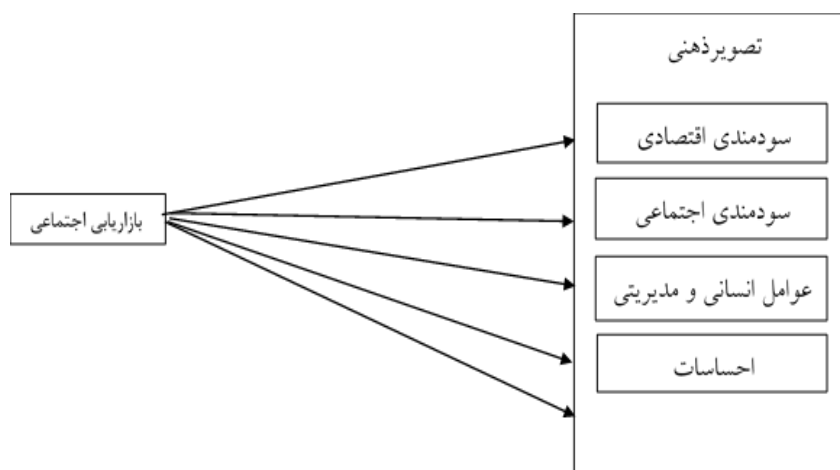 تصویرذهنی
سودمندی اقتصادی
سودمندی اجتماعی
بازاریابی اجتماعی
عوامل انسانی و مدیریتی
احساسات